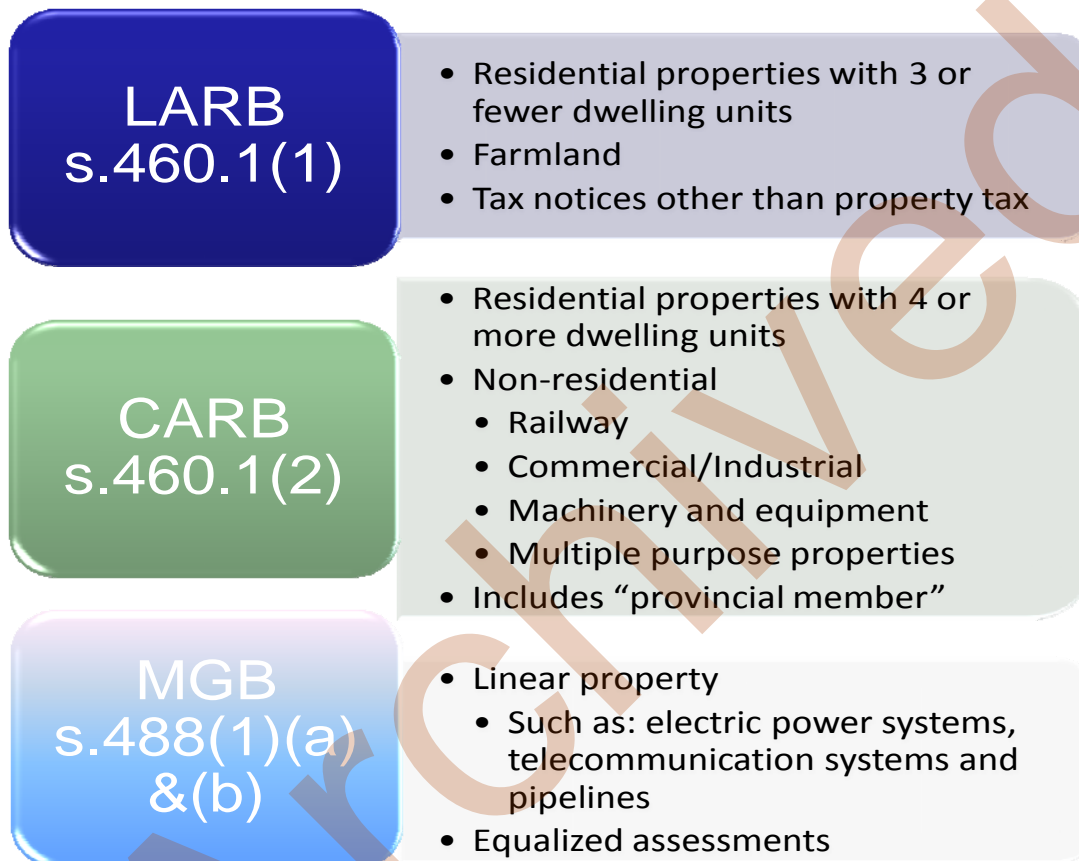 LARB
s.460.1(1)
• Residential properties with 3 or
fewer dwelling units
• Farmland
• Tax notices other than property tax
CARB
s.460.1(2)
• Residential properties with 4 or
more dwelling units
• Non-residential
• Railway
• Commercial/Industrial
• Machinery and equipment
• Multiple purpose properties
• Includes “provincial member”
MGB
s.488(1)(a)
&(b)
• Linear property
• Such as: electric power systems,
telecommunication systems and
pipelines
• Equalized assessments
Archived